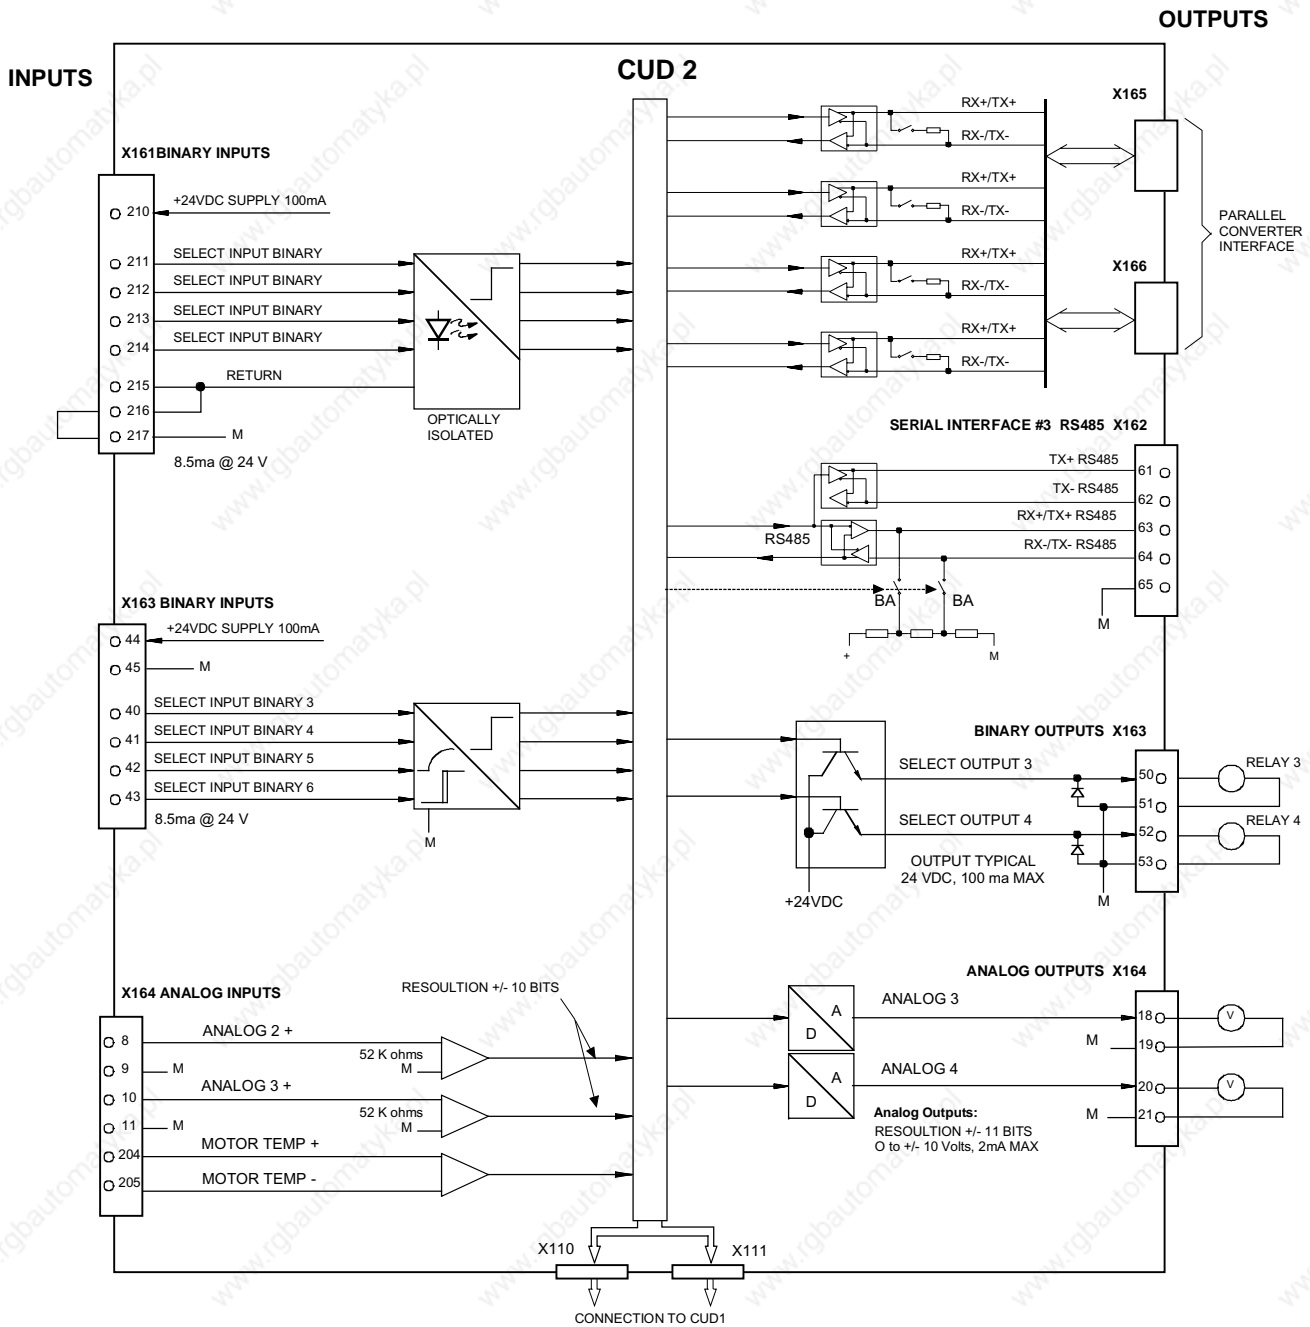 OUTPUTS
INPUTS
CUD 2
X161BINARY INPUTS
210
+24VDC SUPPLY 100mA
211
SELECT INPUT BINARY
212
SELECT INPUT BINARY
213
SELECT INPUT BINARY
214
SELECT INPUT BINARY
215
RETURN
216
217
M
8.5ma @ 24 V
OPTICALLY
ISOLATED
X163 BINARY INPUTS
44
+24VDC SUPPLY 100mA
45
M
40
SELECT INPUT BINARY 3
41
SELECT INPUT BINARY 4
42
SELECT INPUT BINARY 5
43
SELECT INPUT BINARY 6
8.5ma @ 24 V
M
X164 ANALOG INPUTS
RESOULTION +/- 10 BITS
8
ANALOG 2 +
52 K ohms
M
9
M
10
ANALOG 3 +
52 K ohms
M
11
M
204
MOTOR TEMP +
205
MOTOR TEMP -
X165
RX+/TX+
RX-/TX-
RX+/TX+
RX-/TX-
PARALLEL
CONVERTER
INTERFACE
X166
RX+/TX+
RX-/TX-
RX+/TX+
RX-/TX-
SERIAL INTERFACE #3 RS485 X162
TX+ RS485
61
TX- RS485
62
RX+/TX+ RS485
63
RS485
RX-/TX- RS485
64
65
BA
BA
M
+
M
BINARY OUTPUTS X163
SELECT OUTPUT 3
50
RELAY 3
51
SELECT OUTPUT 4
52
RELAY 4
53
OUTPUT TYPICAL
24 VDC, 100 ma MAX
+24VDC
M
ANALOG OUTPUTS X164
A
D
ANALOG 3
18
V
M
19
A
D
ANALOG 4
20
V
M
21
Analog Outputs:
RESOULTION +/- 11 BITS
O to +/- 10 Volts, 2mA MAX
X110
X111
CONNECTION TO CUD1
www.rgbautomatyka.pl